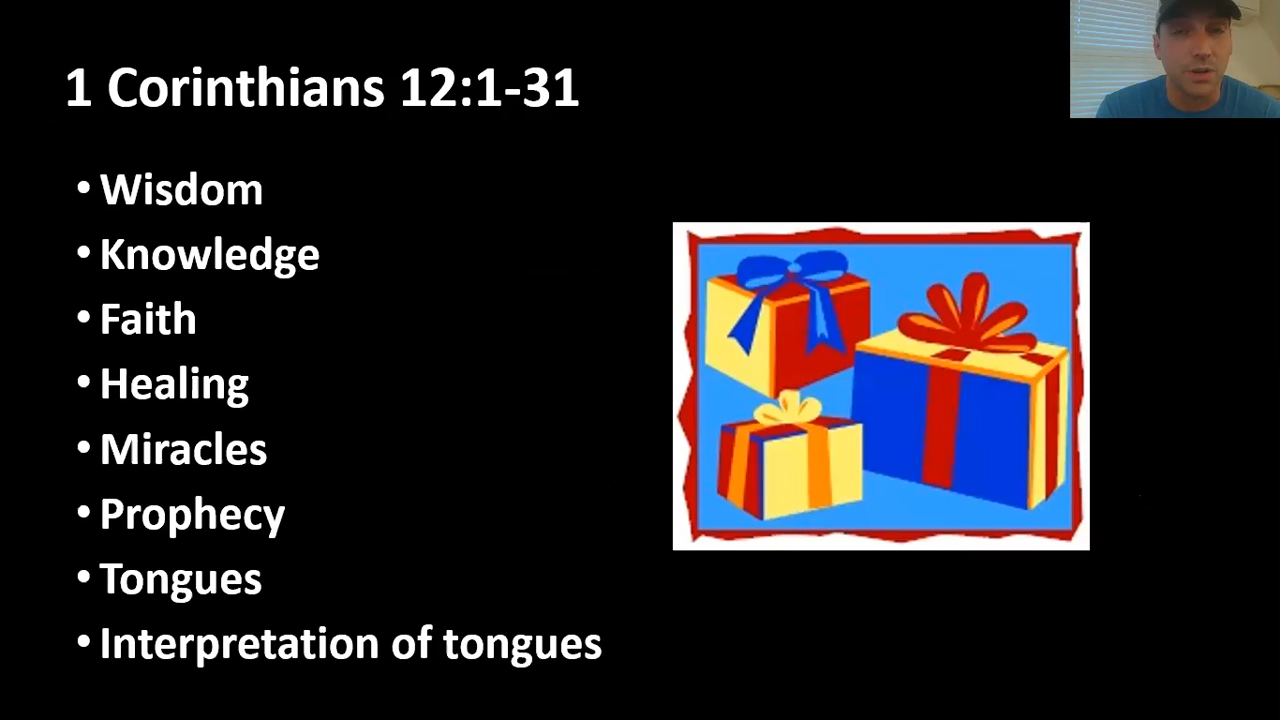 1 Corinthians 12:1-31
• Wisdom
• Knowledge
• Faith
• Healing
• Miracles
• Prophecy
• Tongues
• Interpretation of tongues